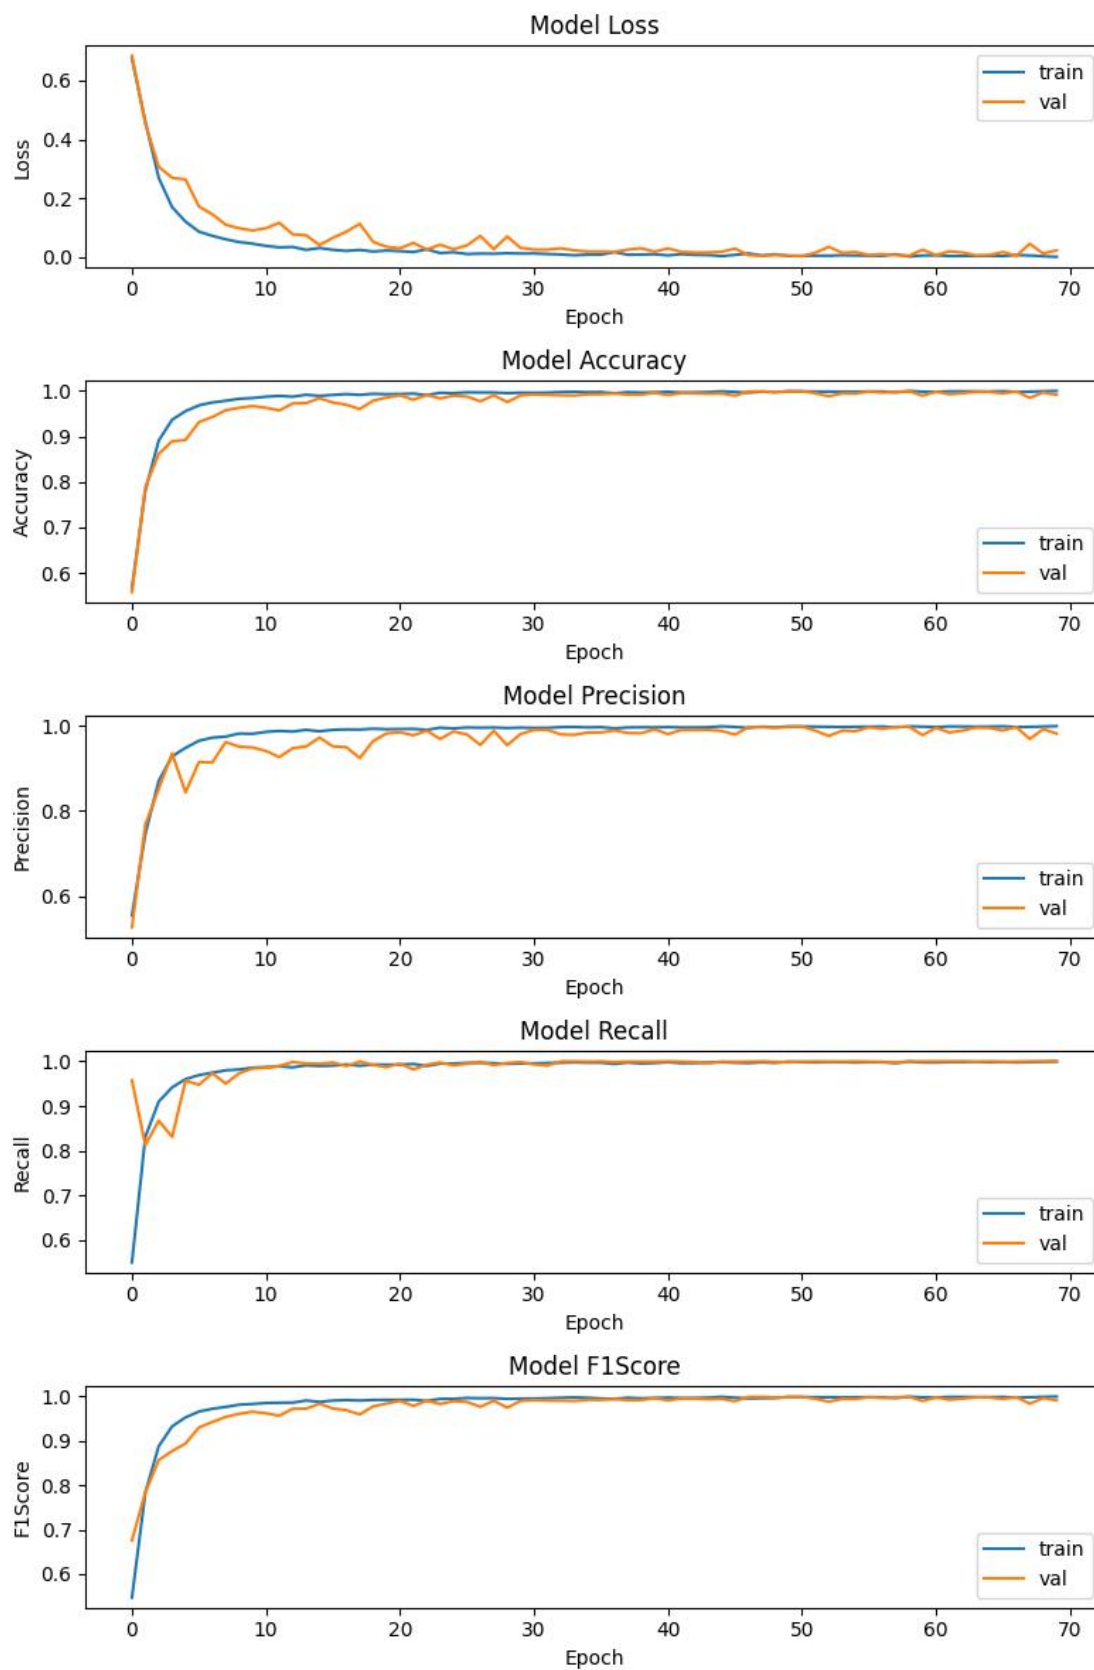 Model Loss
0.6
0.4
0.2
0.0
Loss
train
val
0 10 20 30 40 50 60 70
Epoch
Model Accuracy
1.0
0.9
0.8
0.7
0.6
Accuracy
train
val
0 10 20 30 40 50 60 70
Epoch
Model Precision
1.0
0.8
0.6
Precision
train
val
0 10 20 30 40 50 60 70
Epoch
Model Recall
1.0
0.9
0.8
0.7
0.6
Recall
train
val
0 10 20 30 40 50 60 70
Epoch
Model F1Score
1.0
0.9
0.8
0.7
0.6
F1Score
train
val
0 10 20 30 40 50 60 70
Epoch